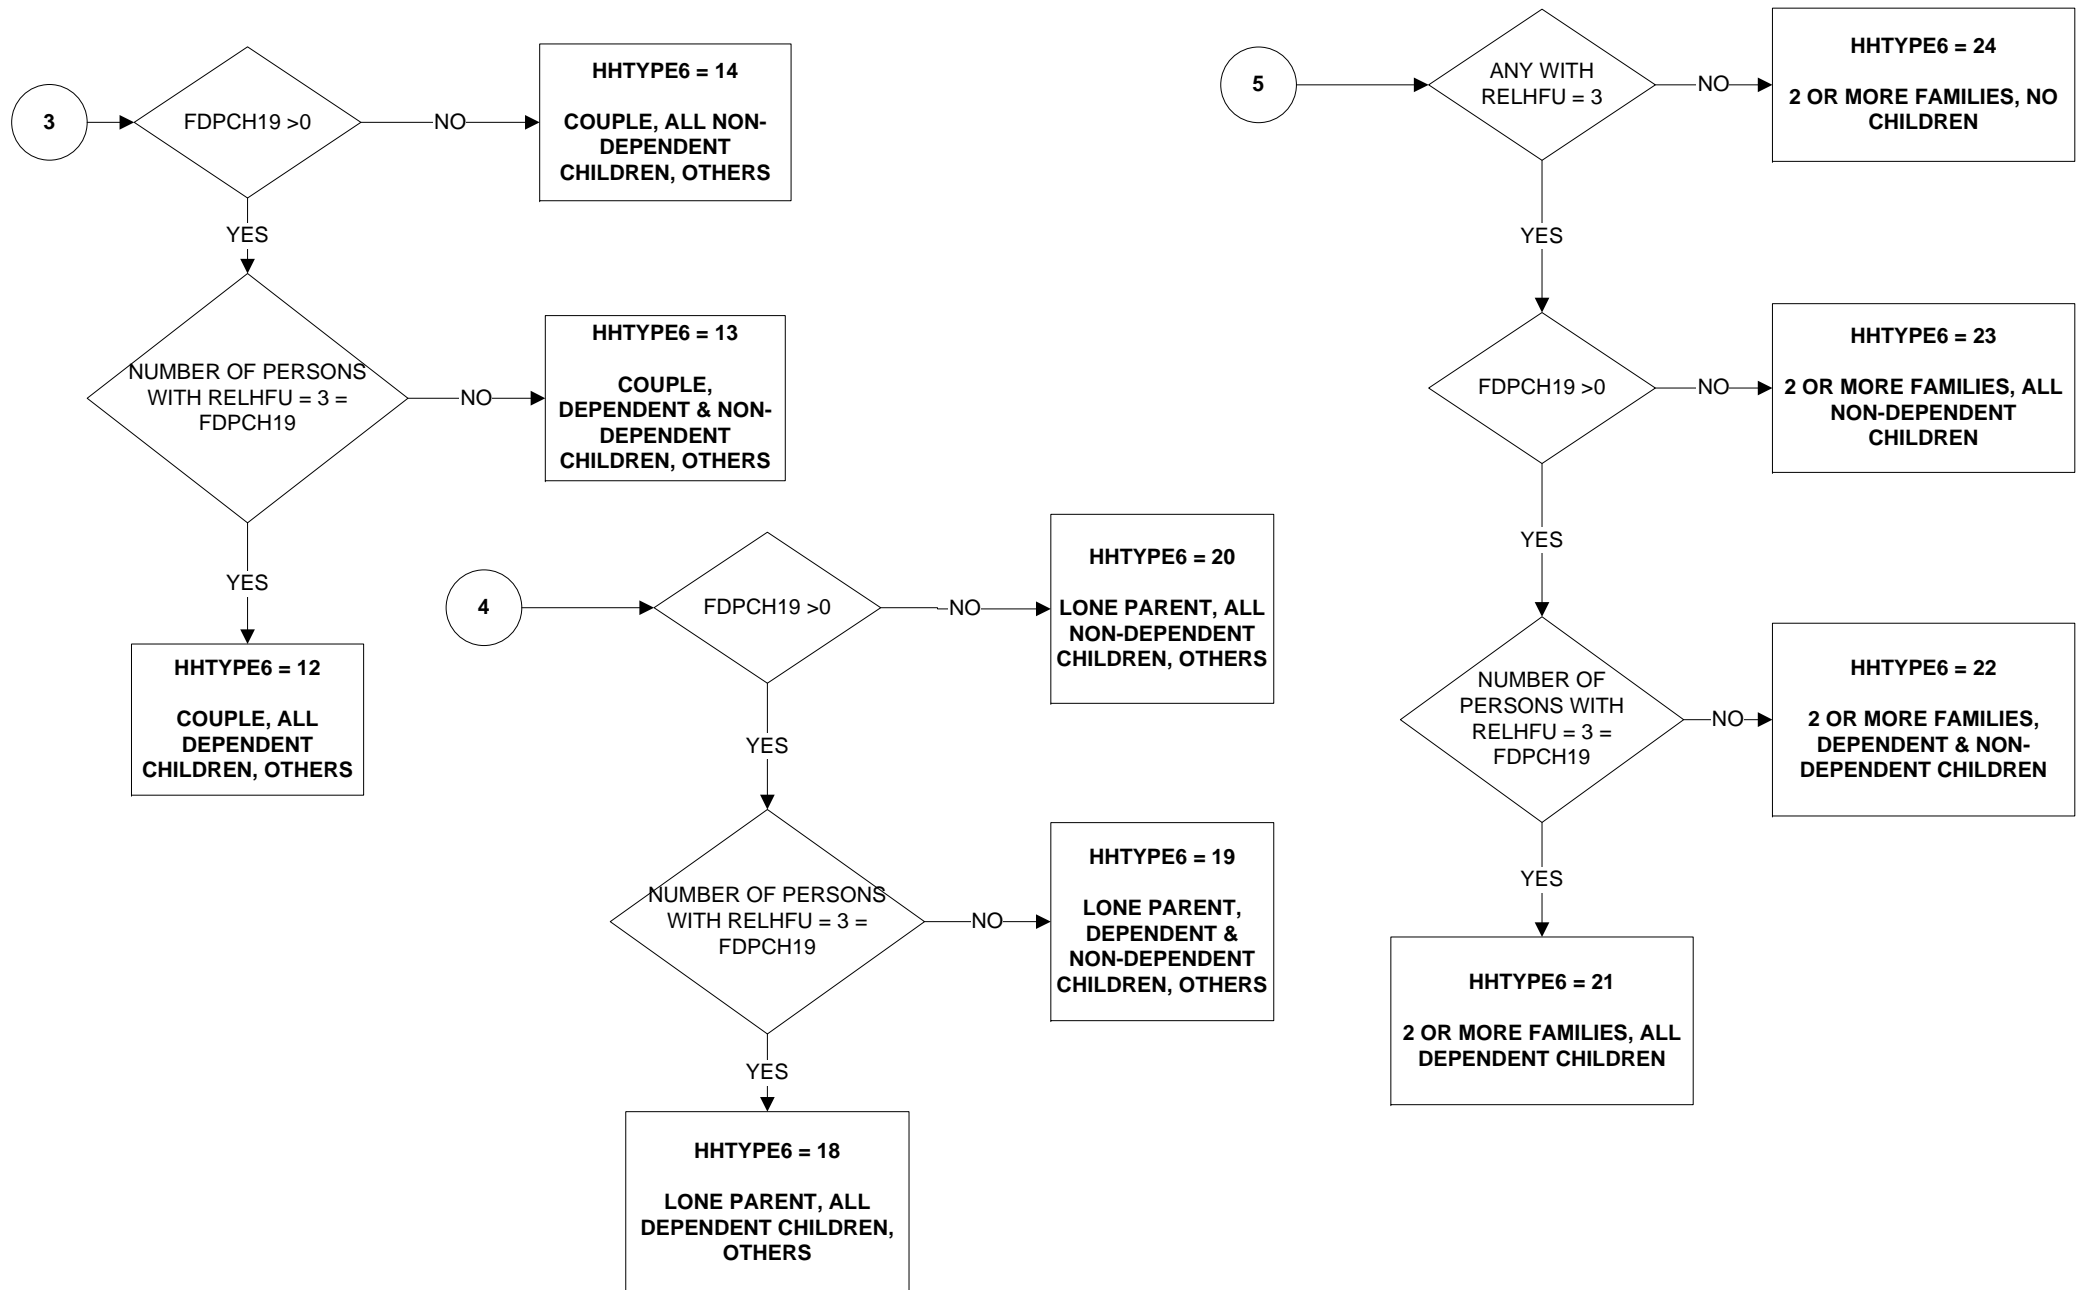 3
FDPCH19 >0
NO
HHTYPE6 = 14
COUPLE, ALL NON-
DEPENDENT
CHILDREN, OTHERS
YES
NUMBER OF PERSONS
WITH RELHFU = 3 =
FDPCH19
NO
HHTYPE6 = 13
COUPLE,
DEPENDENT & NON-
DEPENDENT
CHILDREN, OTHERS
YES
HHTYPE6 = 12
COUPLE, ALL
DEPENDENT
CHILDREN, OTHERS
4
FDPCH19 >0
NO
HHTYPE6 = 20
LONE PARENT, ALL
NON-DEPENDENT
CHILDREN, OTHERS
YES
NUMBER OF PERSONS
WITH RELHFU = 3 =
FDPCH19
NO
HHTYPE6 = 19
LONE PARENT,
DEPENDENT &
NON-DEPENDENT
CHILDREN, OTHERS
YES
HHTYPE6 = 18
LONE PARENT, ALL
DEPENDENT CHILDREN,
OTHERS
5
ANY WITH
RELHFU = 3
NO
HHTYPE6 = 24
2 OR MORE FAMILIES, NO
CHILDREN
YES
FDPCH19 >0
NO
HHTYPE6 = 23
2 OR MORE FAMILIES, ALL
NON-DEPENDENT
CHILDREN
YES
NUMBER OF
PERSONS WITH
RELHFU = 3 =
FDPCH19
NO
HHTYPE6 = 22
2 OR MORE FAMILIES,
DEPENDENT & NON-
DEPENDENT CHILDREN
YES
HHTYPE6 = 21
2 OR MORE FAMILIES, ALL
DEPENDENT CHILDREN